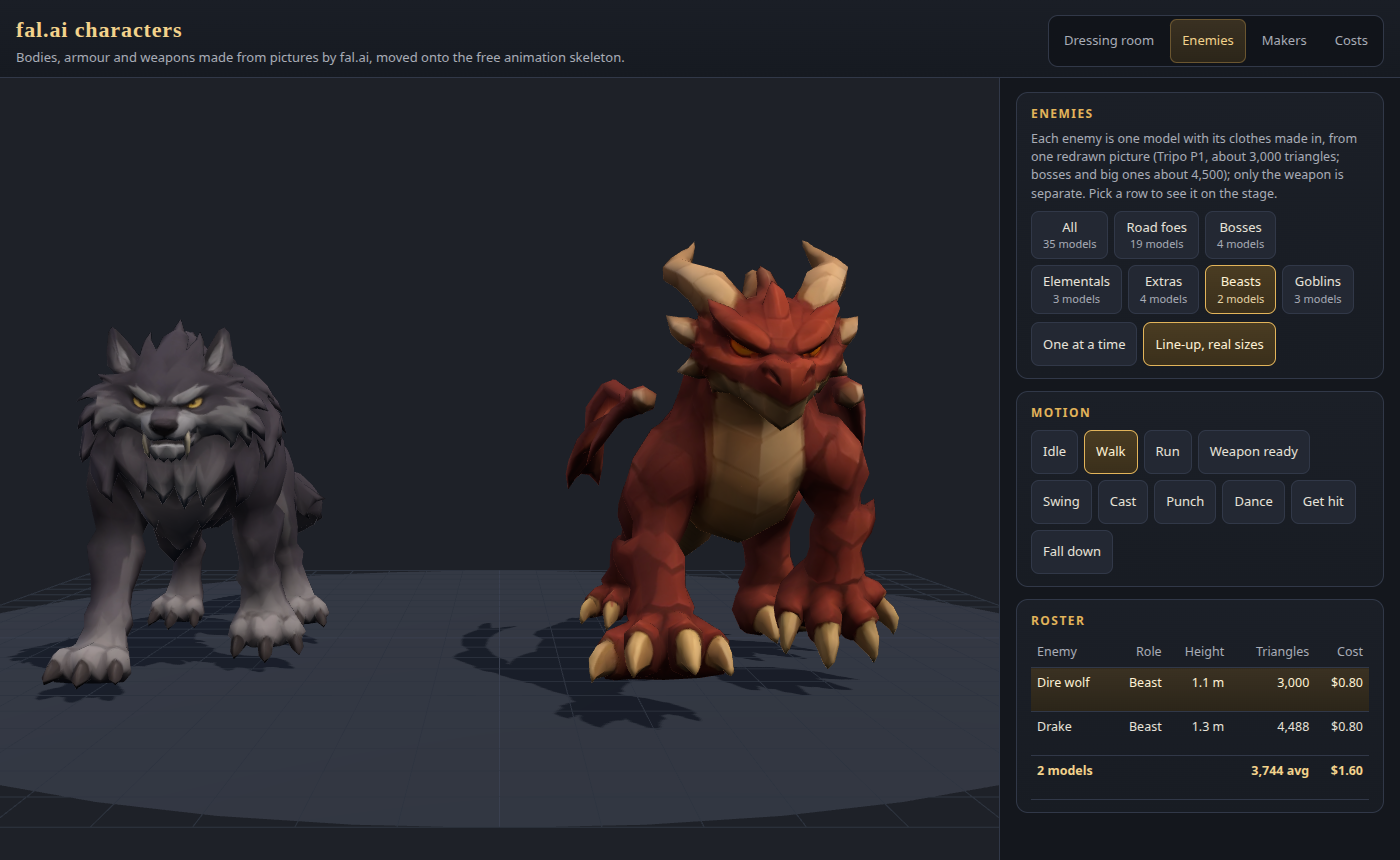 fal.ai characters
Bodies, armour and weapons made from pictures by fal.ai, moved onto the free animation skeleton.
Dressing room Enemies Makers Costs
ENEMIES
Each enemy is one model with its clothes made in, from
one redrawn picture (Tripo P1, about 3,000 triangles;
bosses and big ones about 4,500); only the weapon is
separate. Pick a row to see it on the stage.
All Road foes Bosses
35 models 19 models 4 models
Elementals Extras Beasts Goblins
3 models 4 models 2 models 3 models
One at a time Line-up, real sizes
MOTION
Idle Walk Run Weapon ready
Swing Cast Punch Dance Get hit
Fall down
ROSTER
Enemy Role Height Triangles Cost
Dire wolf Beast 1.1 m 3,000 $0.80
Drake Beast 1.3 m 4,488 $0.80
2 models 3,744 avg $1.60